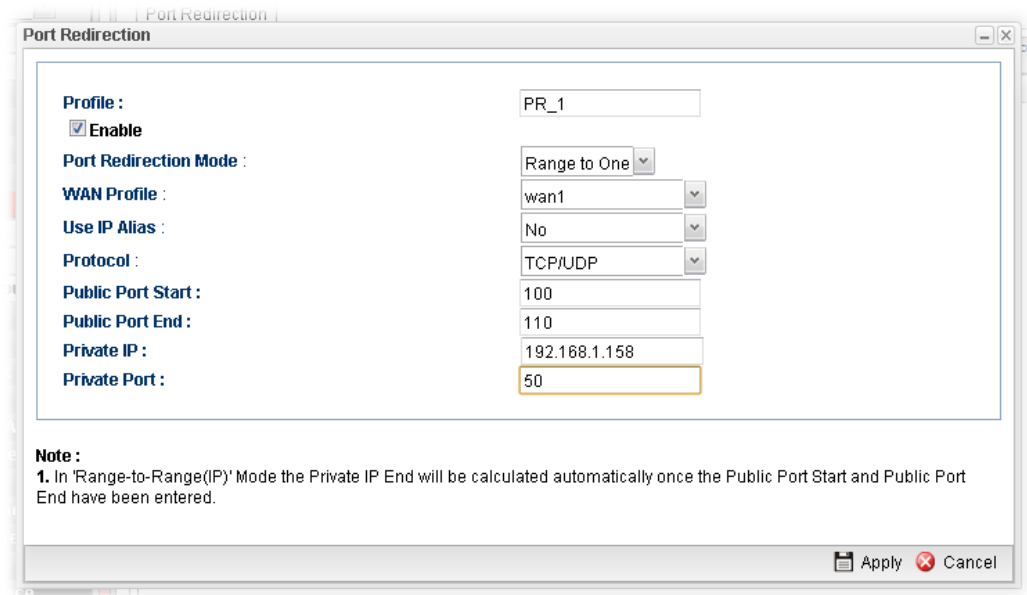 Port Redirection
Port Redirection
Profile :
PR_1
Enable
Port Redirection Mode :
Range to One
WAN Profile :
wan1
Use IP Alias :
No
Protocol :
TCP/UDP
Public Port Start :
100
Public Port End :
110
Private IP :
192.168.1.158
Private Port :
50
Note :
1. In 'Range-to-Range(IP)' Mode the Private IP End will be calculated automatically once the Public Port Start and Public Port
End have been entered.
Apply Cancel